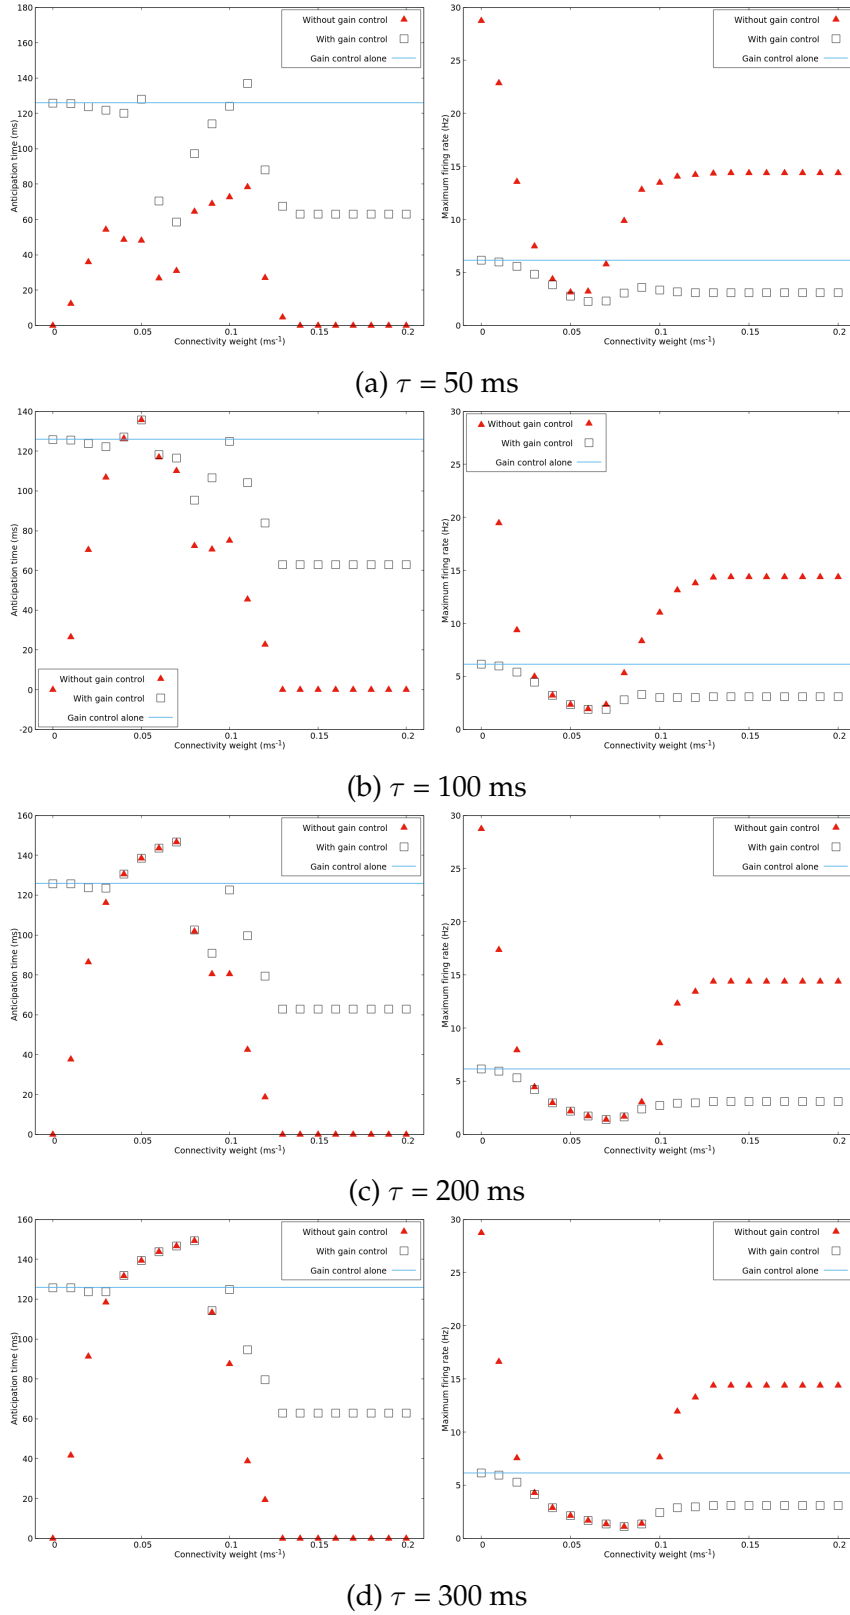 180
160
140
120
100
80
60
40
20
0
0
0.05
0.1
0.15
0.2
Anticipation time (ms)
Connectivity weight (ms-1)
Without gain control
With gain control
Gain control alone
30
25
20
15
10
5
0
0
0.05
0.1
0.15
0.2
Maximum firing rate (Hz)
Connectivity weight (ms-1)
Without gain control
With gain control
Gain control alone
(a) τ = 50 ms
140
120
100
80
60
40
20
0
-20
0
0.05
0.1
0.15
0.2
Anticipation time (ms)
Connectivity weight (ms-1)
Without gain control
With gain control
Gain control alone
30
25
20
15
10
5
0
0
0.05
0.1
0.15
0.2
Maximum firing rate (Hz)
Connectivity weight (ms-1)
Without gain control
With gain control
Gain control alone
(b) τ = 100 ms
160
140
120
100
80
60
40
20
0
0
0.05
0.1
0.15
0.2
Anticipation time (ms)
Connectivity weight (ms-1)
Without gain control
With gain control
Gain control alone
30
25
20
15
10
5
0
0
0.05
0.1
0.15
0.2
Maximum firing rate (Hz)
Connectivity weight (ms-1)
Without gain control
With gain control
Gain control alone
(c) τ = 200 ms
160
140
120
100
80
60
40
20
0
0
0.05
0.1
0.15
0.2
Anticipation time (ms)
Connectivity weight (ms-1)
Without gain control
With gain control
Gain control alone
30
25
20
15
10
5
0
0
0.05
0.1
0.15
0.2
Maximum firing rate (Hz)
Connectivity weight (ms-1)
Without gain control
With gain control
Gain control alone
(d) τ = 300 ms